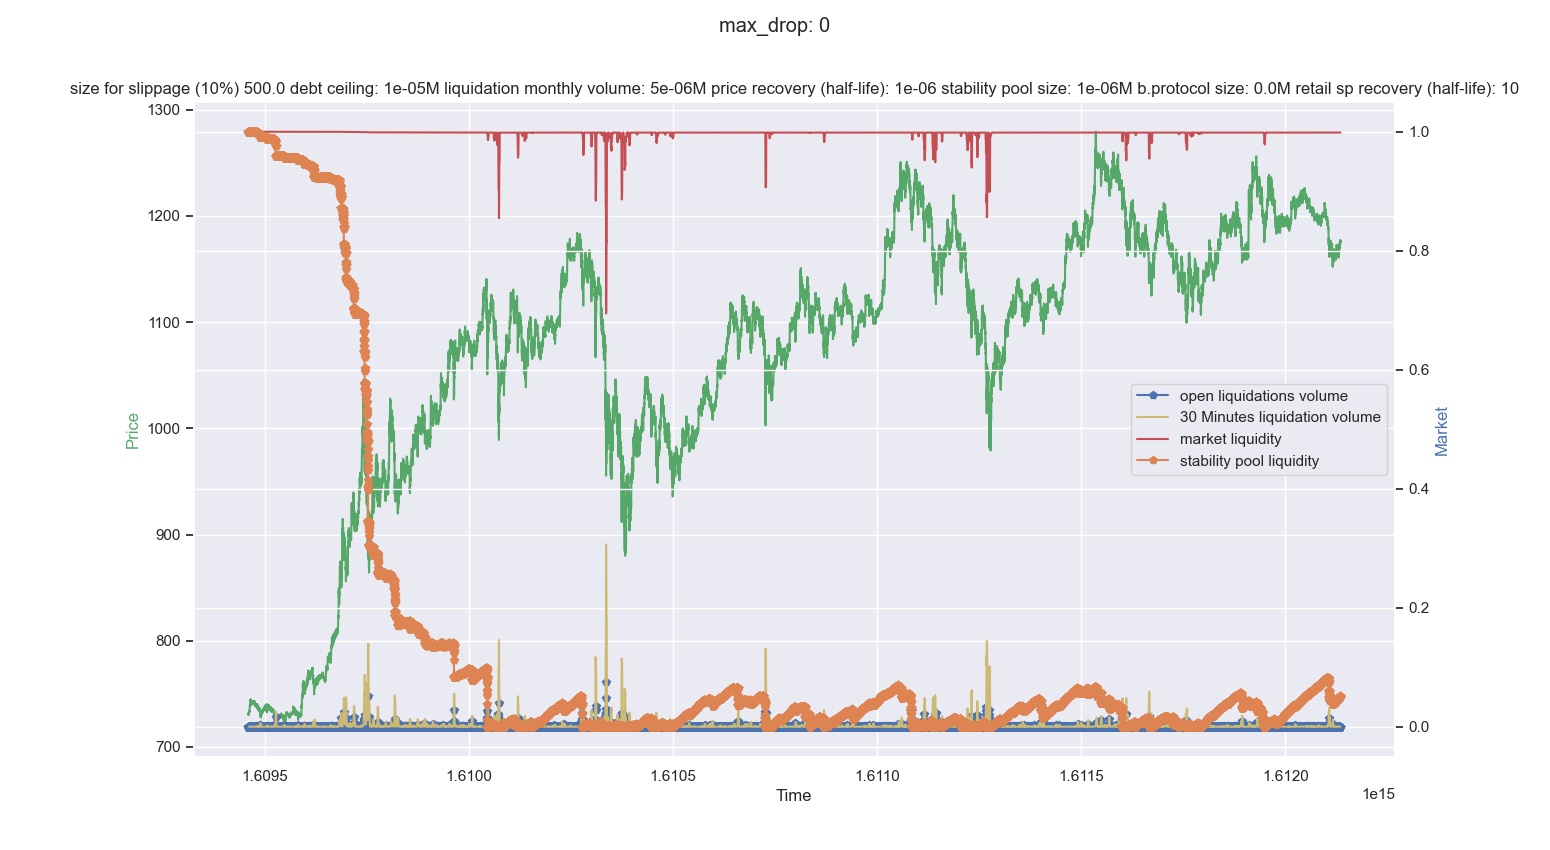 max_drop: 0
size for slippage (10%) 500.0 debt ceiling: 1e-05M liquidation monthly volume: 5e-06M price recovery (half-life): 1e-06 stability pool size: 1e-06M b.protocol size: 0.0M retail sp recovery (half-life): 10
1300
1200
1100
1000
900
800
700
Price
1.0
0.8
0.6
0.4
0.2
0.0
Market
open liquidations volume
30 Minutes liquidation volume
market liquidity
stability pool liquidity
1.6095 1.6100 1.6105 1.6110 1.6115 1.6120
Time
1e15